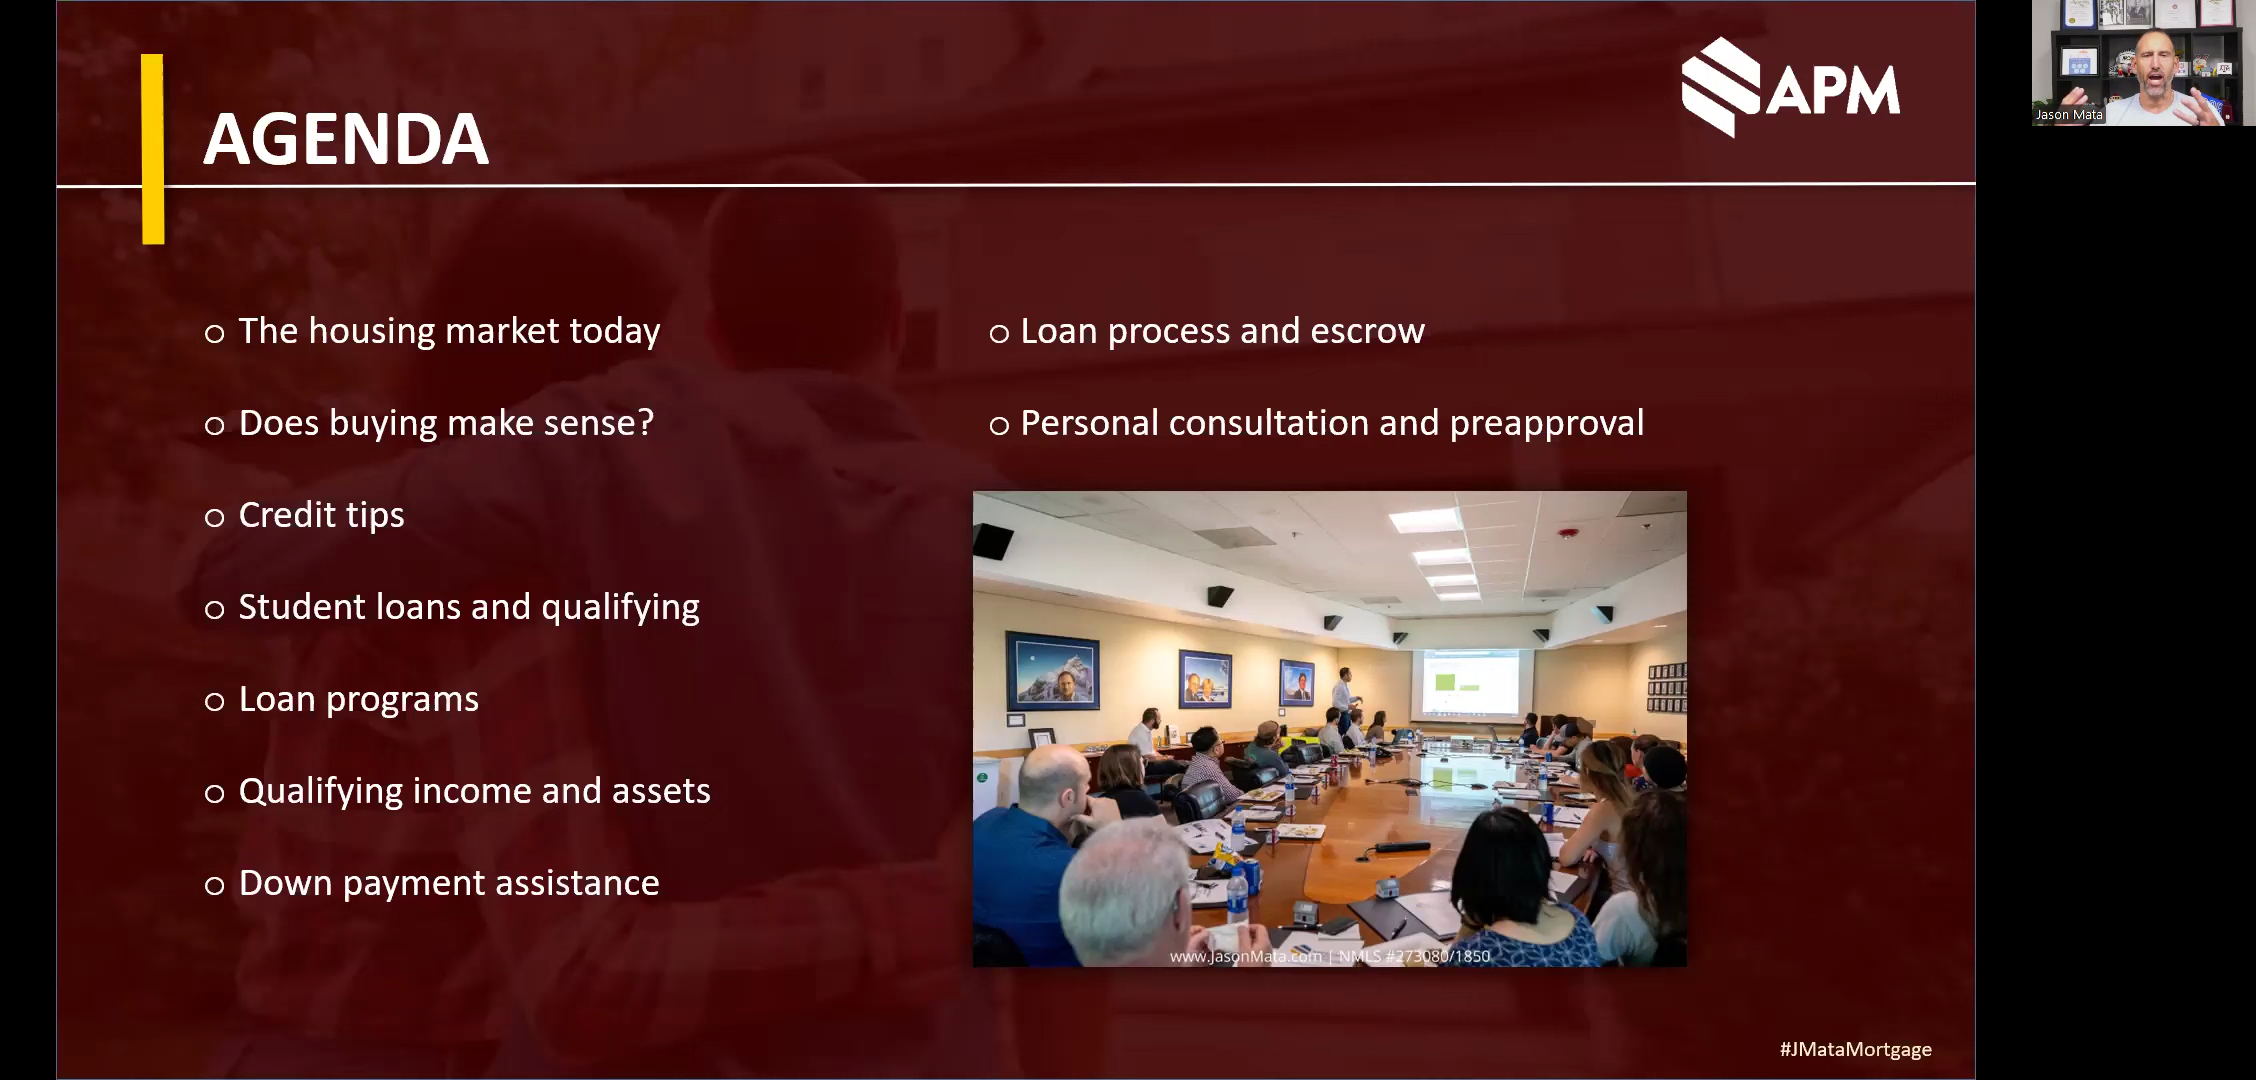 AGENDA
APM
Jason Mata
The housing market today
Does buying make sense?
Credit tips
Student loans and qualifying
Loan programs
Qualifying income and assets
Down payment assistance
Loan process and escrow
Personal consultation and preapproval
www.JasonMata.com | NMLS #273080/1850
#JMataMortgage